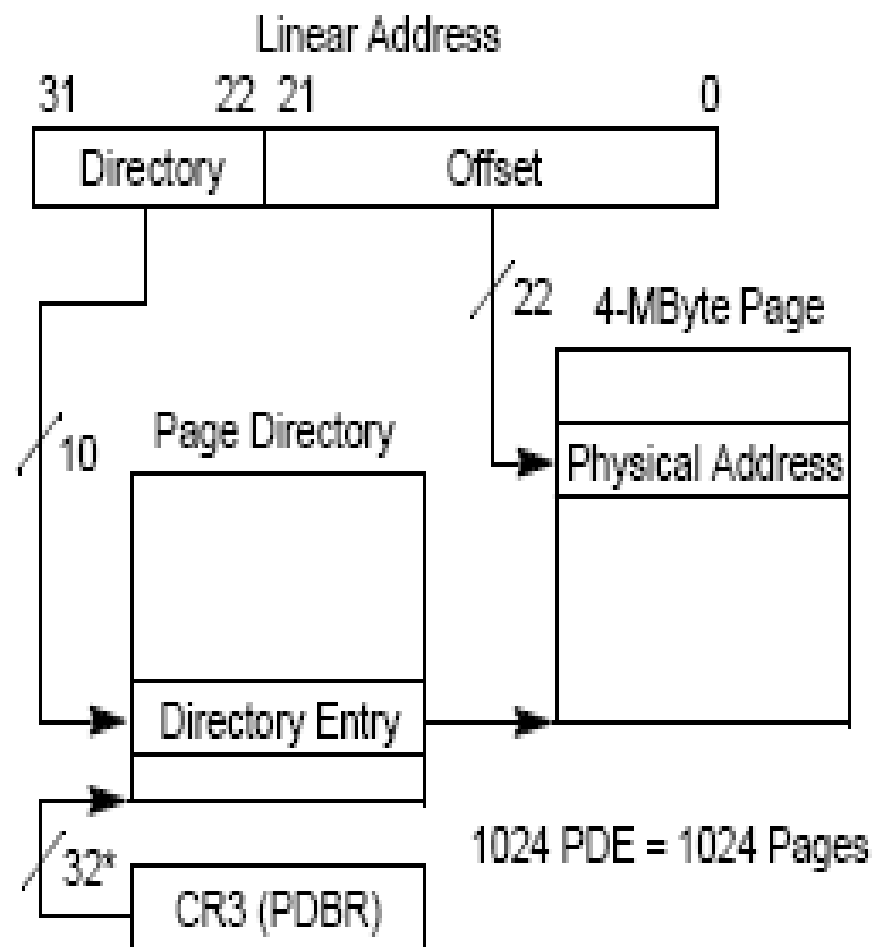 Linear Address
31 22 21 0
Directory Offset
22
4-MByte Page
10
Page Directory
Physical Address
Directory Entry
32*
1024 PDE = 1024 Pages
CR3 (PDBR)